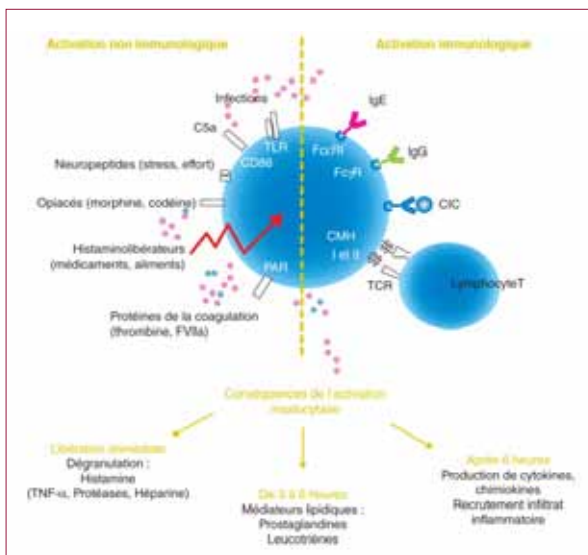 Activation non immunologique
Activation immunologique
Infections
C5a
TLR
CD88
Neuropeptides (stress, effort)
Opiacés (morphine, codéine)
Histaminolibérateurs
(médicaments, aliments)
PAR
Protéines de la coagulation
(thrombine, FVIIa)
IgE
IgG
FcγR
CIC
CMH
I et II
TCR
Lymphocyte T
Conséquences de l'activation
mastocytaire
Libération immédiate
Dégranulation :
Histamine
(TNF-α, Protéases, Héparine)
De 3 à 6 heures
Médiateurs lipidiques :
Prostaglandines
Leucotriènes
Après 6 heures
Production de cytokines,
chimiokines
Recrutement infiltrat
inflammatoire